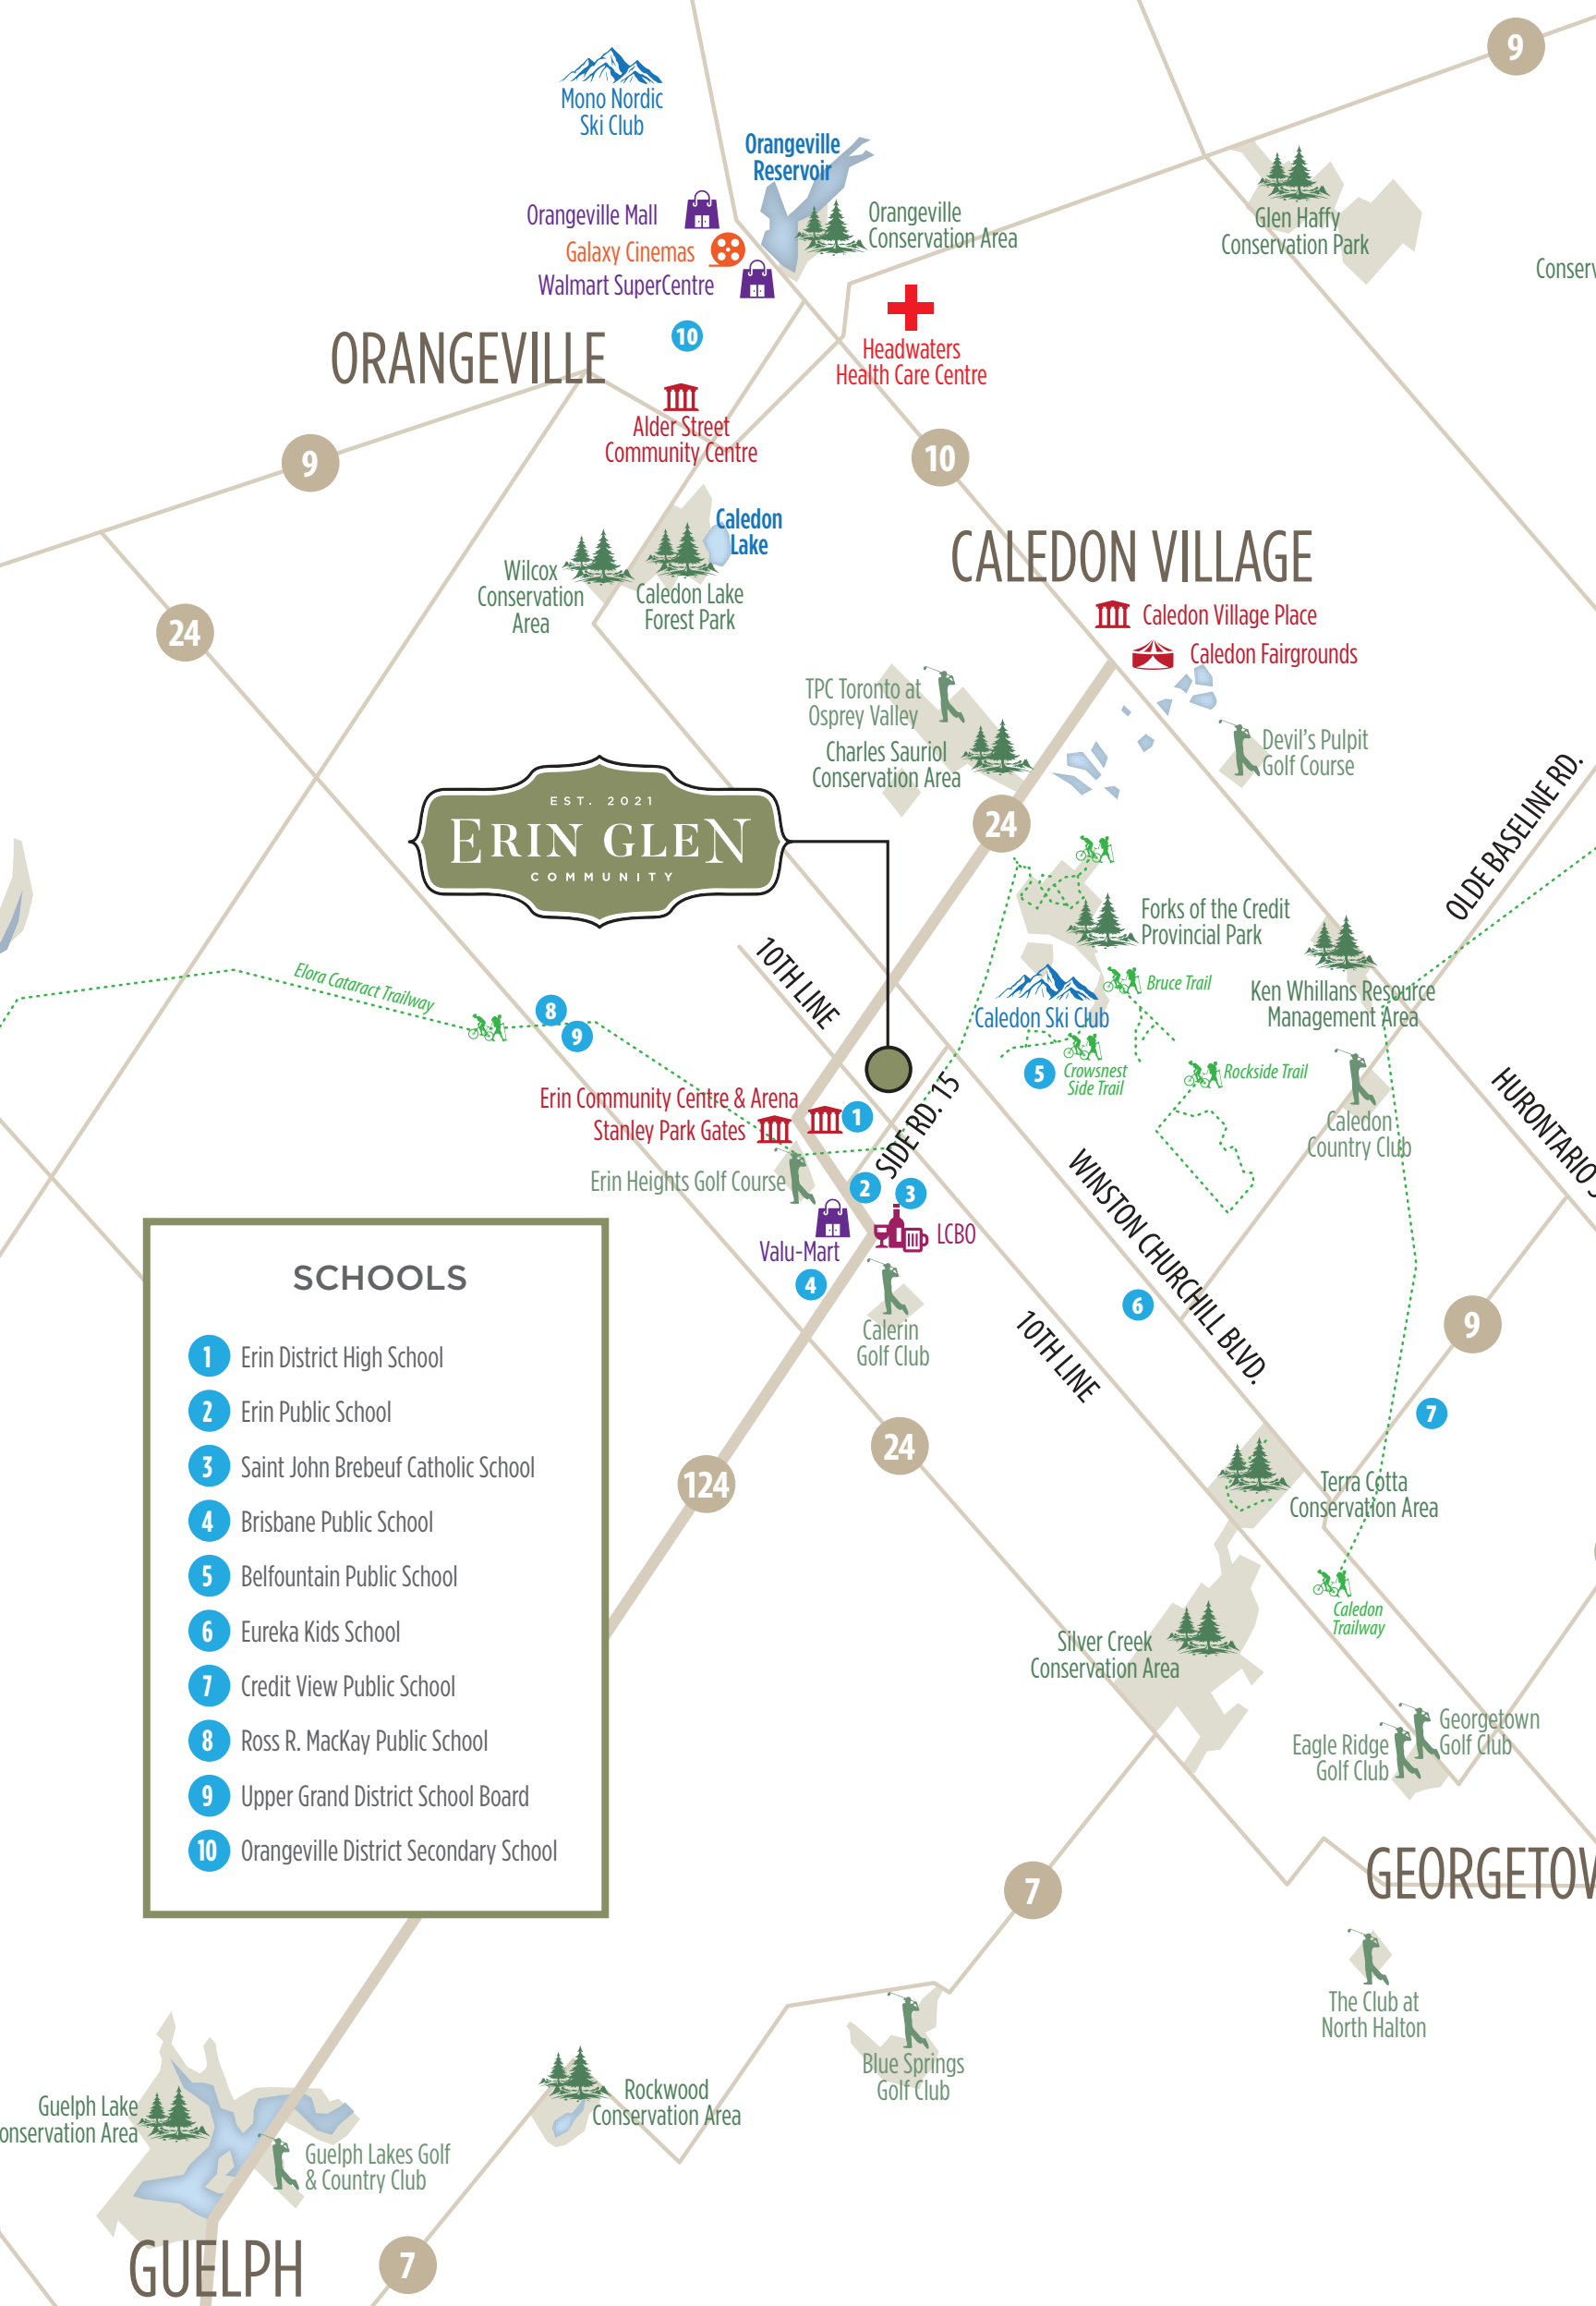 9
Mono Nordic
Ski Club
Orangeville
Reservoir
Orangeville Mall
Galaxy Cinemas
Walmart SuperCentre
Orangeville
Conservation Area
Glen Haffy
Conservation Park
Conserv
10
ORANGEVILLE
Headwaters
Health Care Centre
Alder Street
Community Centre
9
10
Caledon
Lake
CALEDON VILLAGE
Wilcox
Conservation
Area
Caledon Lake
Forest Park
24
Caledon Village Place
Caledon Fairgrounds
TPC Toronto at
Osprey Valley
Charles Sauriol
Conservation Area
Devil's Pulpit
Golf Course
EST. 2021
ERIN GLEN
COMMUNITY
24
OLDE BASELINE RD.
Forks of the Credit
Provincial Park
10TH LINE
Elora Cataract Trailway
8
9
Bruce Trail
Caledon Ski Club
Ken Whillans Resource
Management Area
5
Crowsnest
Side Trail
Rockside Trail
Erin Community Centre & Arena
Stanley Park Gates
1
SIDE RD. 15
Caledon
Country Club
HURONTARIO S
Erin Heights Golf Course
2
3
WINSTON CHURCHILL BLVD.
Valu-Mart
LCBO
4
6
Calerin
Golf Club
10TH LINE
9
7
24
124
Terra Cotta
Conservation Area
Caledon
Trailway
Silver Creek
Conservation Area
Georgetown
Golf Club
Eagle Ridge
Golf Club
SCHOOLS
1 Erin District High School
2 Erin Public School
3 Saint John Brebeuf Catholic School
4 Brisbane Public School
5 Belfountain Public School
6 Eureka Kids School
7 Credit View Public School
8 Ross R. MacKay Public School
9 Upper Grand District School Board
10 Orangeville District Secondary School
GEORGETOW
7
The Club at
North Halton
Blue Springs
Golf Club
Rockwood
Conservation Area
Guelph Lake
onservation Area
Guelph Lakes Golf
& Country Club
GUELPH
7